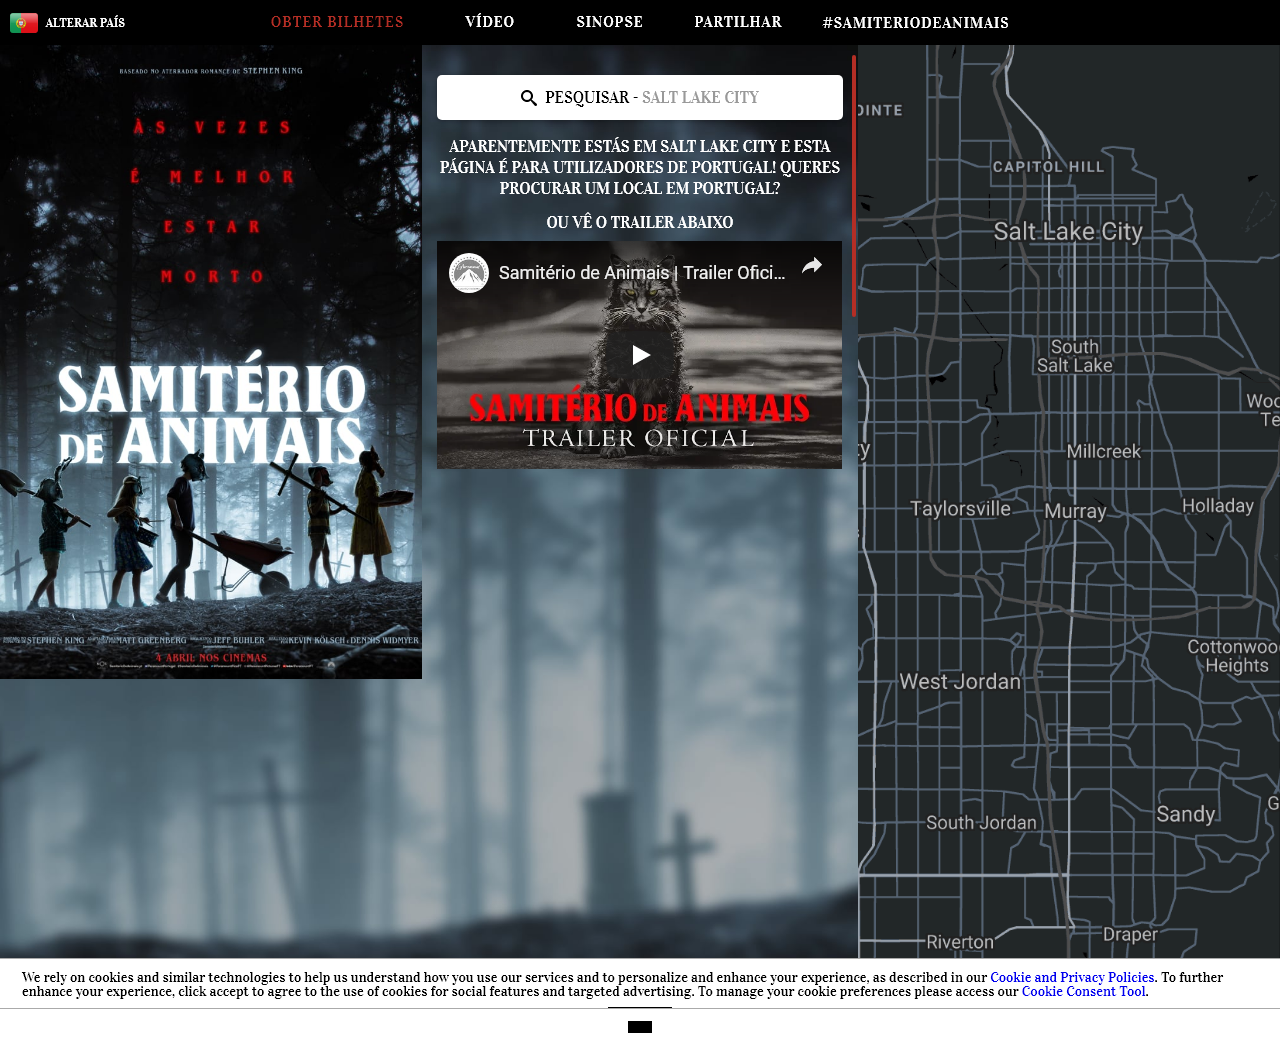 ALTERAR PAÍS
OBTER BILHETES
VÍDEO
SINOPSE
PARTILHAR
#SAMITERIODEANIMAIS
BASEADO NO ATERRADOR ROMANCE DE STEPHEN KING
ÀS VEZES
É MELHOR
ESTAR
MORTO
SAMITÉRIO
DE ANIMAIS
STEPHEN KING
MATT GREENBERG
JEFF BUHLER
KEVIN KÖLSCH E DENNIS WIDMYER
4 ABRIL NOS CINEMAS
PESQUISAR - SALT LAKE CITY
APARENTEMENTE ESTÁS EM SALT LAKE CITY E ESTA
PÁGINA É PARA UTILIZADORES DE PORTUGAL! QUERES
PROCURAR UM LOCAL EM PORTUGAL?
OU VÊ O TRAILER ABAIXO
Samitério de Animais | Trailer Ofici...
SAMITÉRIO DE ANIMAIS
TRAILER OFICIAL
OINTE
CAPITOL HILL
Salt Lake City
South
Salt Lake
Woo
Te
ty
Millcreek
Taylorsville
Murray
Holladay
Cottonwoo
Heights
West Jordan
South Jordan
Sandy
G
Riverton
Draper
We rely on cookies and similar technologies to help us understand how you use our services and to personalize and enhance your experience, as described in our Cookie and Privacy Policies. To further
enhance your experience, click accept to agree to the use of cookies for social features and targeted advertising. To manage your cookie preferences please access our Cookie Consent Tool.